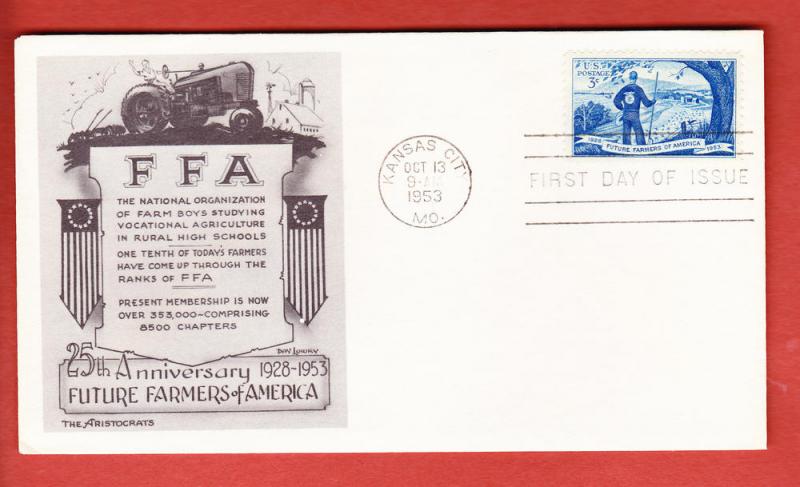 FFA
THE NATIONAL ORGANIZATION
OF FARM BOYS STUDYING
VOCATIONAL AGRICULTURE
IN RURAL HIGH SCHOOLS
ONE TENTH OF TODAY'S FARMERS
HAVE COME UP THROUGH THE
RANKS OF FFA
PRESENT MEMBERSHIP IS NOW
OVER 353,000~COMPRISING
8500 CHAPTERS
DAY LOWRY
25th Anniversary 1928-1953
FUTURE FARMERS of AMERICA
THE ARISTOCRATS
KANSAS CITY
OCT 13
9-AM
1953
MO.
U.S.
POSTAGE
3¢
1928 FUTURE FARMERS OF AMERICA 1953
FIRST DAY OF ISSUE